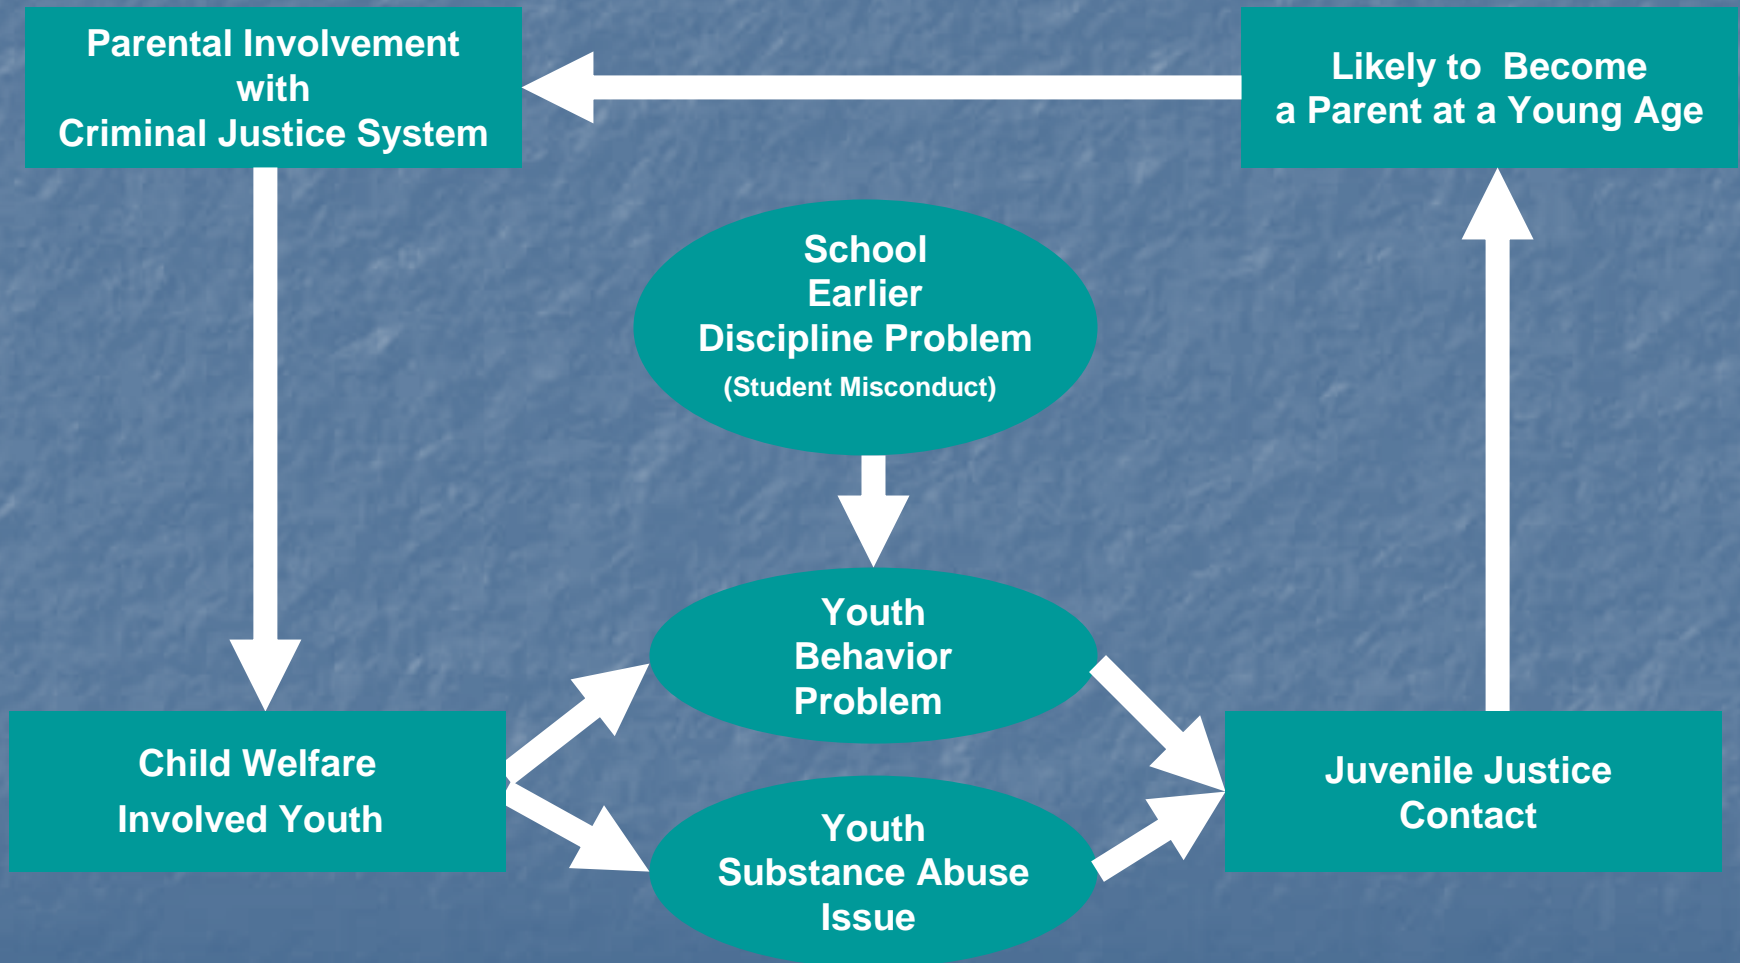 Parental Involvement
with
Criminal Justice System
Likely to Become
a Parent at a Young Age
School
Earlier
Discipline Problem
(Student Misconduct)
Youth
Behavior
Problem
Child Welfare
Involved Youth
Youth
Substance Abuse
Issue
Juvenile Justice
Contact